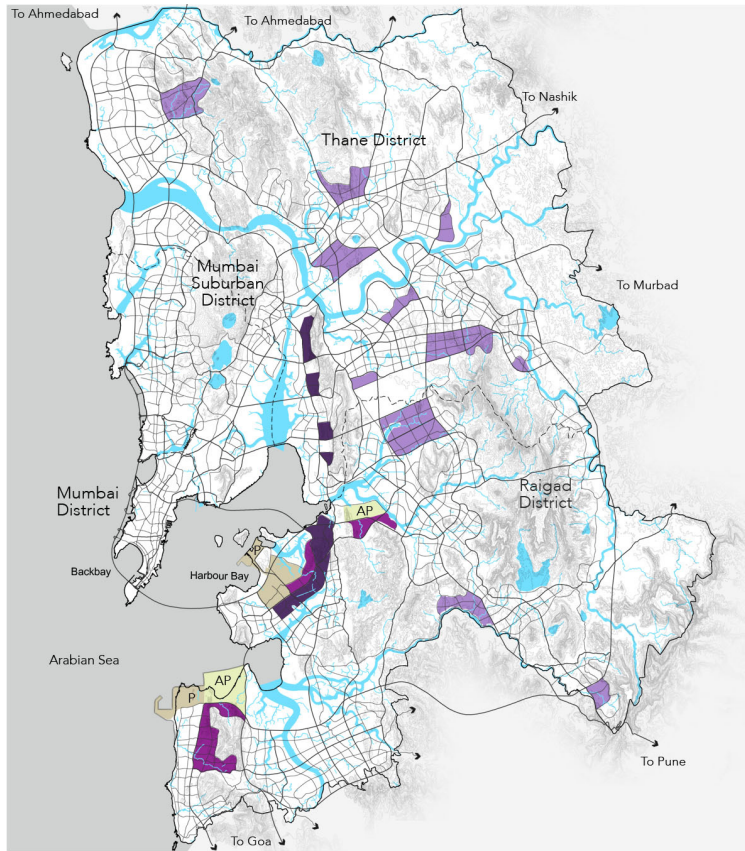 To Ahmedabad
To Ahmedabad
To Nashik
Thane District
Mumbai
Suburban
District
To Murbad
Mumbai
District
Raigad
District
AP
P
Backbay
Harbour Bay
Arabian Sea
AP
P
To Pune
To Goa